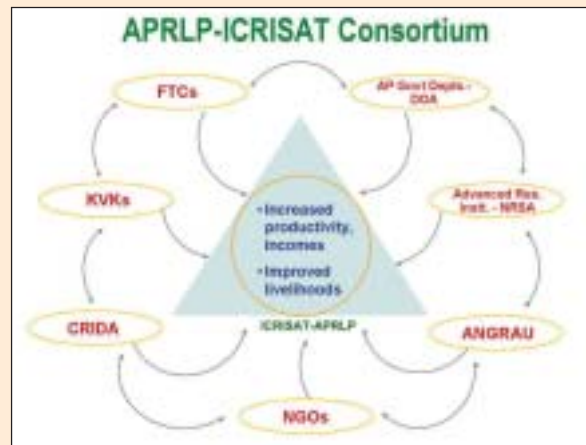 APRLP-ICRISAT Consortium
FTCs
AP Govt Depts.-
DOA
KVKs
Advanced Res.
Instt. - NRSA
•Increased
productivity,
incomes
•Improved
livelihoods
CRIDA
ICRISAT-APRLP
ANGRAU
NGOs